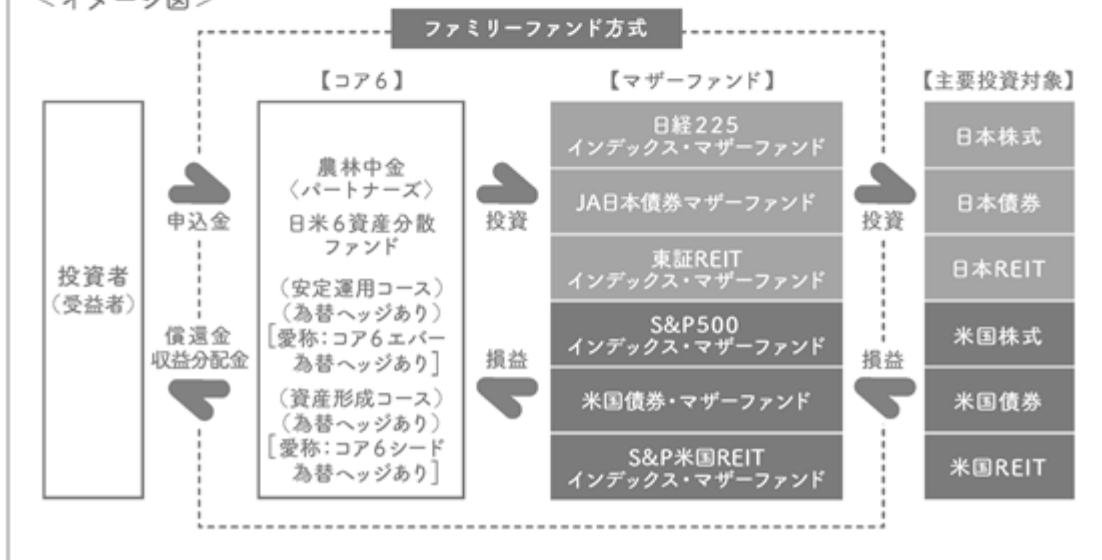 <イメージ図>
ファミリーファンド方式
【コア6】
【マザーファンド】
【主要投資対象】
投資者
(受益者)
申込金
償還金
収益分配金
農林中金
〈パートナーズ〉
日米6資産分散
ファンド
(安定運用コース)
(為替ヘッジあり)
[愛称:コア6エバー
為替ヘッジあり]
(資産形成コース)
(為替ヘッジあり)
[愛称:コア6シード
為替ヘッジあり]
投資
損益
日経225
インデックス・マザーファンド
JA日本債券マザーファンド
東証REIT
インデックス・マザーファンド
S&P500
インデックス・マザーファンド
米国債券・マザーファンド
S&P米国REIT
インデックス・マザーファンド
投資
損益
日本株式
日本債券
日本REIT
米国株式
米国債券
米国REIT